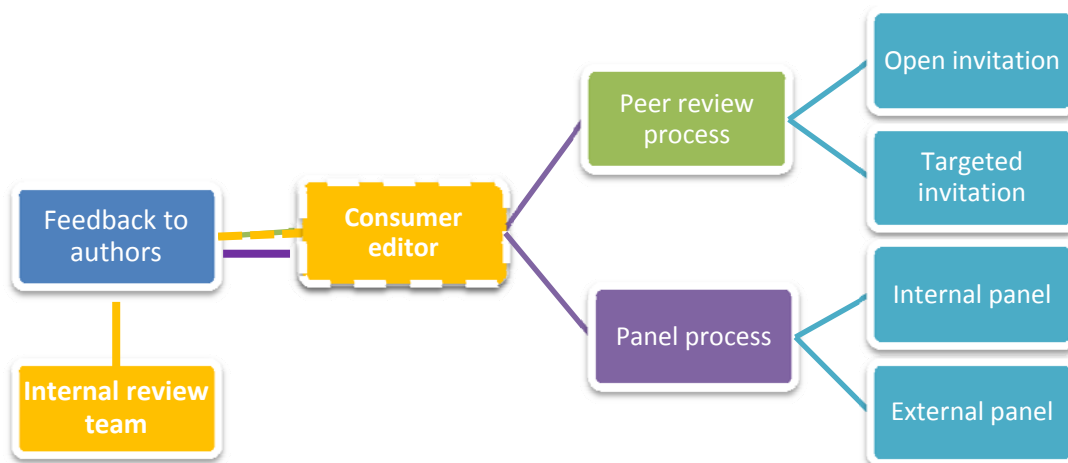 Open invitation
Peer review
process
Targeted
invitation
Feedback to
authors
Consumer
editor
Internal panel
Panel process
Internal review
team
External panel